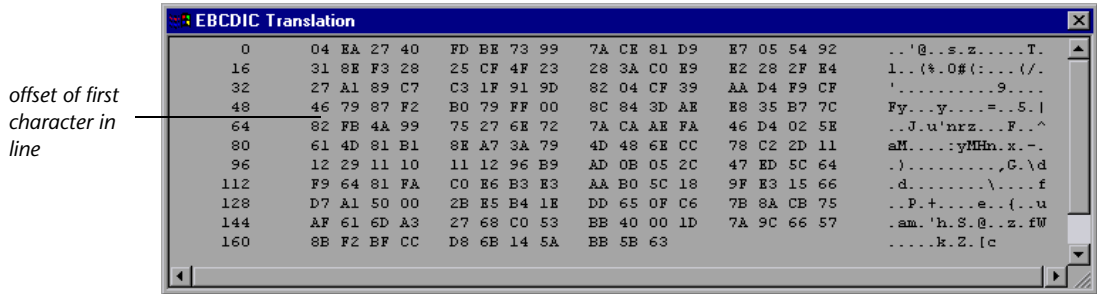 EBCDIC Translation
0 04 EA 27 40 FD BE 73 99 7A CE 81 D9 E7 05 54 92 ..'@..s.z.....T.
16 31 8E F3 28 25 CF 4F 23 28 3A C0 E9 E2 28 2F E4 1..(%.O#(:...(/.
32 27 A1 89 C7 C3 1F 91 9D 82 04 CF 39 AA D4 F9 CF '..........9....
48 46 79 87 F2 B0 79 FF 00 8C 84 3D AE E8 35 B7 7C Fy...y....=..5.|
64 82 FB 4A 99 75 27 6E 72 7A CA AE FA 46 D4 02 5E ..J.u'nrz...F..^
80 61 4D 81 B1 8E A7 3A 79 4D 48 6E CC 78 C2 2D 11 aM....:yMHn.x.-.
96 12 29 11 10 11 12 96 B9 AD 0B 05 2C 47 ED 5C 64 .).........,G.\d
112 F9 64 81 FA C0 E6 B3 E3 AA B0 5C 18 9F E3 15 66 .d........\....f
128 D7 A1 50 00 2B E5 B4 1E DD 65 0F C6 7B 8A CB 75 ..P.+....e..{..u
144 AF 61 6D A3 27 68 C0 53 BB 40 00 1D 7A 9C 66 57 .am.'h.S.@..z.fW
160 8B F2 BF CC D8 6B 14 5A BB 5B 63 .....k.Z.[c
offset of first
character in
line